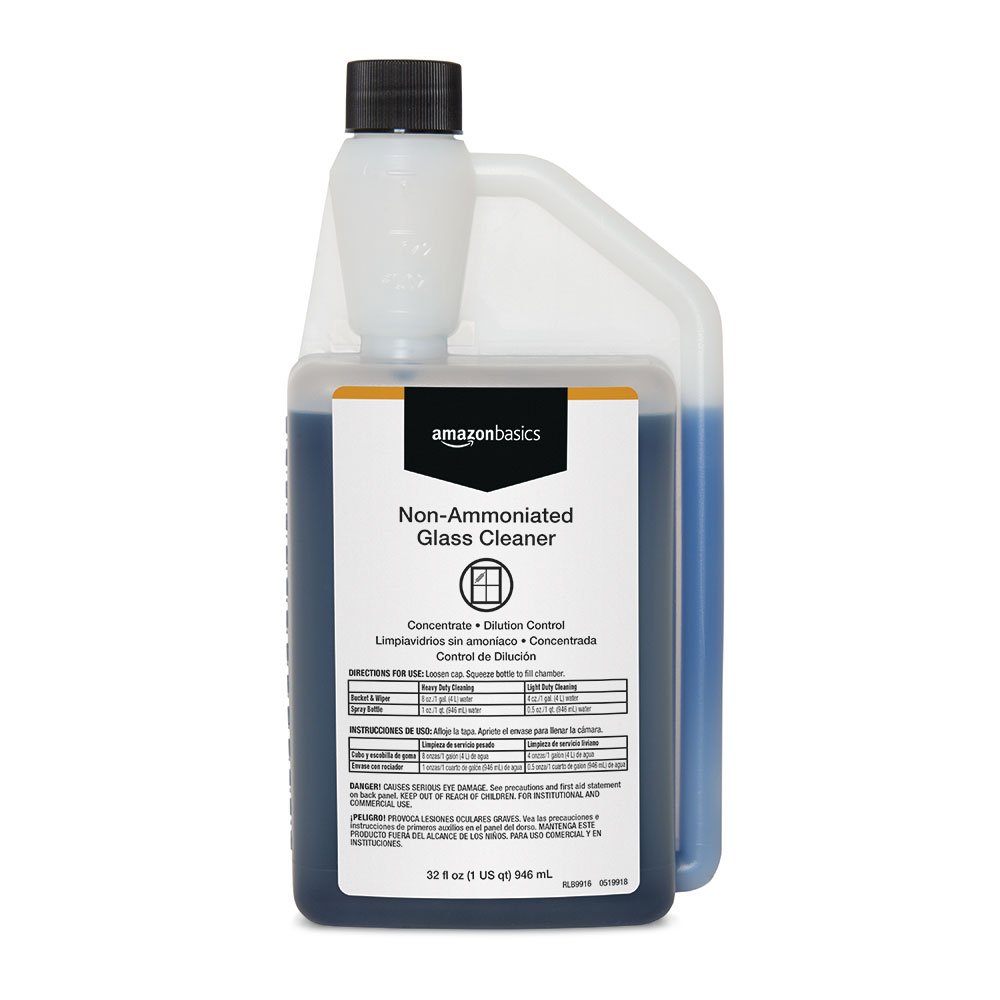 amazonbasics
Non-Ammoniated
Glass Cleaner
Concentrate • Dilution Control
Limpiavidrios sin amoníaco • Concentrada
Control de Dilución
DIRECTIONS FOR USE: Loosen cap. Squeeze bottle to fill chamber.
Heavy Duty Cleaning Light Duty Cleaning
Bucket & Wiper 8 oz./1 gal. (4 L) water 4 oz./1 gal. (4 L) water
Spray Bottle 1 oz./1 qt. (946 mL) water 0.5 oz./1 qt. (946 mL) water
INSTRUCCIONES DE USO: Afloje la tapa. Apriete el envase para llenar la cámara.
Limpieza de servicio pesado Limpieza de servicio liviano
Cubo y escobilla de goma 8 onzas/1 galón (4 L) de agua 4 onzas/1 galón (4 L) de agua
Envase con rociador 1 onzas/1 cuarto de galón (946 mL) de agua 0.5 onza/1 cuarto de galón (946 mL) de agua
DANGER! CAUSES SERIOUS EYE DAMAGE. See precautions and first aid statement
on back panel. KEEP OUT OF REACH OF CHILDREN. FOR INSTITUTIONAL AND
COMMERCIAL USE.
¡PELIGRO! PROVOCA LESIONES OCULARES GRAVES. Vea las precauciones e
instrucciones de primeros auxilios en el panel del dorso. MANTENGA ESTE
PRODUCTO FUERA DEL ALCANCE DE LOS NIÑOS. PARA USO COMERCIAL Y EN
INSTITUCIONES.
32 fl oz (1 US qt) 946 mL
RLB9916 0519918